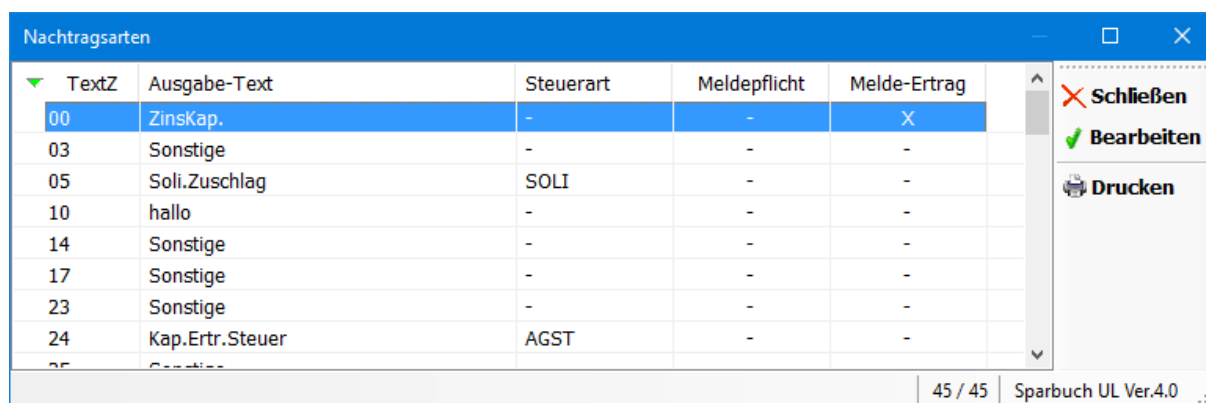 Nachtragsarten
TextZ Ausgabe-Text Steuerart Meldepflicht Melde-Ertrag
00 ZinsKap. - - X
03 Sonstige - - -
05 Soli.Zuschlag SOLI - -
10 hallo - - -
14 Sonstige - - -
17 Sonstige - - -
23 Sonstige - - -
24 Kap.Ertr.Steuer AGST - -
Schließen
Bearbeiten
Drucken
45 / 45 Sparbuch UL Ver.4.0